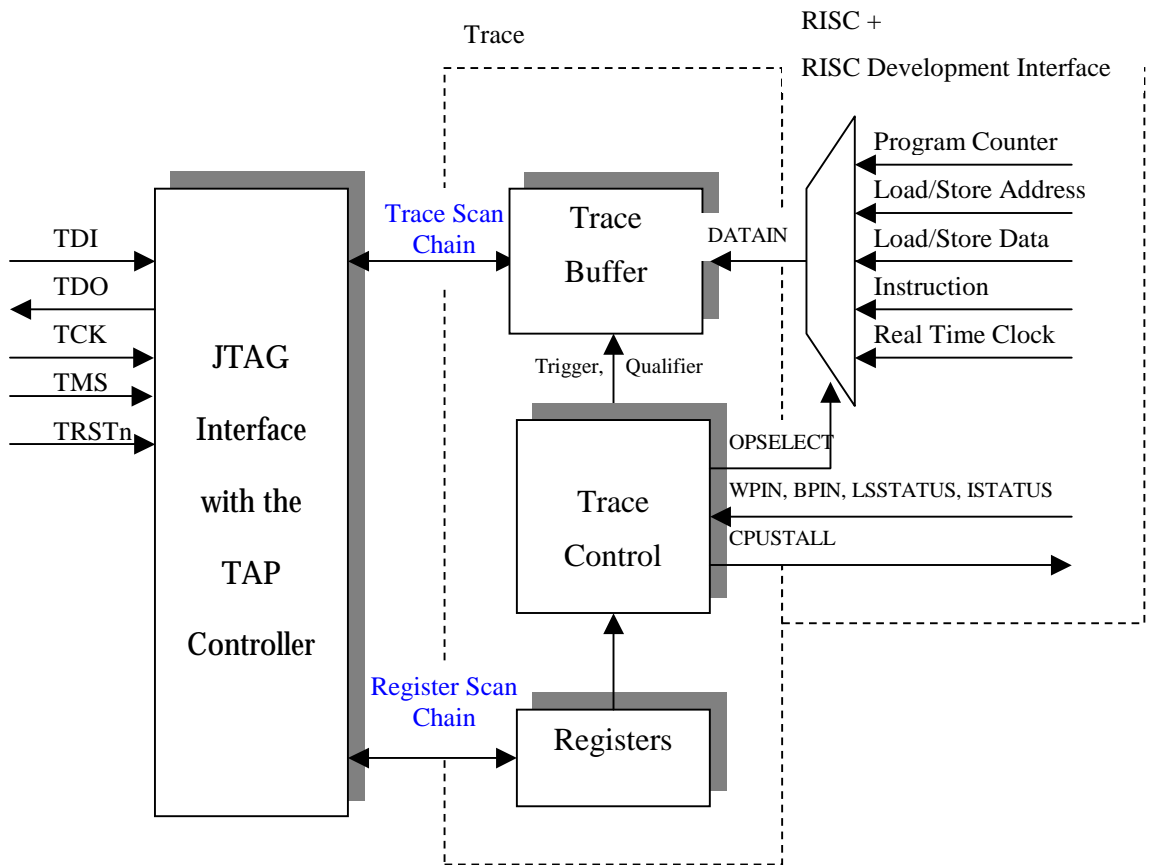 RISC +
Trace
RISC Development Interface
Program Counter
Load/Store Address
Load/Store Data
Instruction
Real Time Clock
Trace Scan
Chain
Trace
Buffer
DATAIN
TDI
TDO
TCK
TMS
TRSTn
JTAG
Interface
with the
TAP
Controller
Trigger, Qualifier
OPSELECT
WPIN, BPIN, LSSTATUS, ISTATUS
CPUSTALL
Trace
Control
Register Scan
Chain
Registers